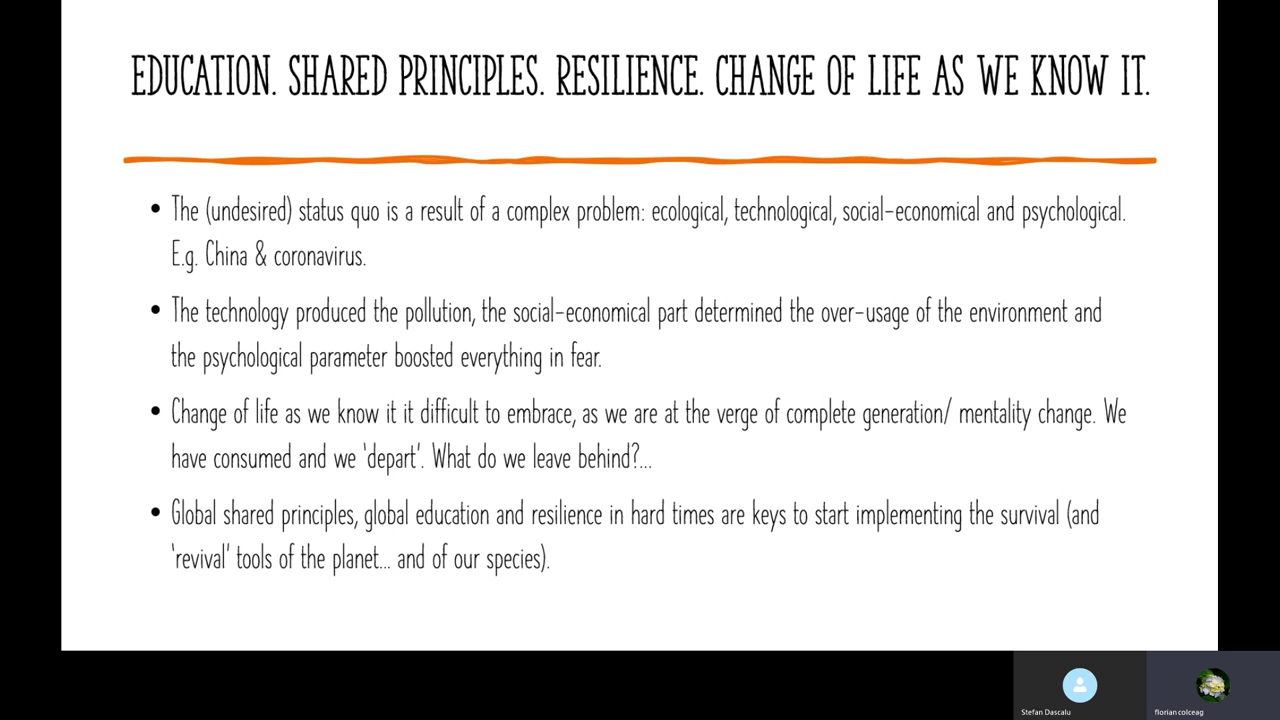 EDUCATION. SHARED PRINCIPLES. RESILIENCE. CHANGE OF LIFE AS WE KNOW IT.
• The (undesired) status quo is a result of a complex problem: ecological, technological, social-economical and psychological.
E.g. China & coronavirus.
• The technology produced the pollution, the social-economical part determined the over-usage of the environment and
the psychological parameter boosted everything in fear.
• Change of life as we know it it difficult to embrace, as we are at the verge of complete generation/ mentality change. We
have consumed and we 'depart'. What do we leave behind?...
• Global shared principles, global education and resilience in hard times are keys to start implementing the survival (and
'revival' tools of the planet... and of our species).
Stefan Dascalu
florian colceag